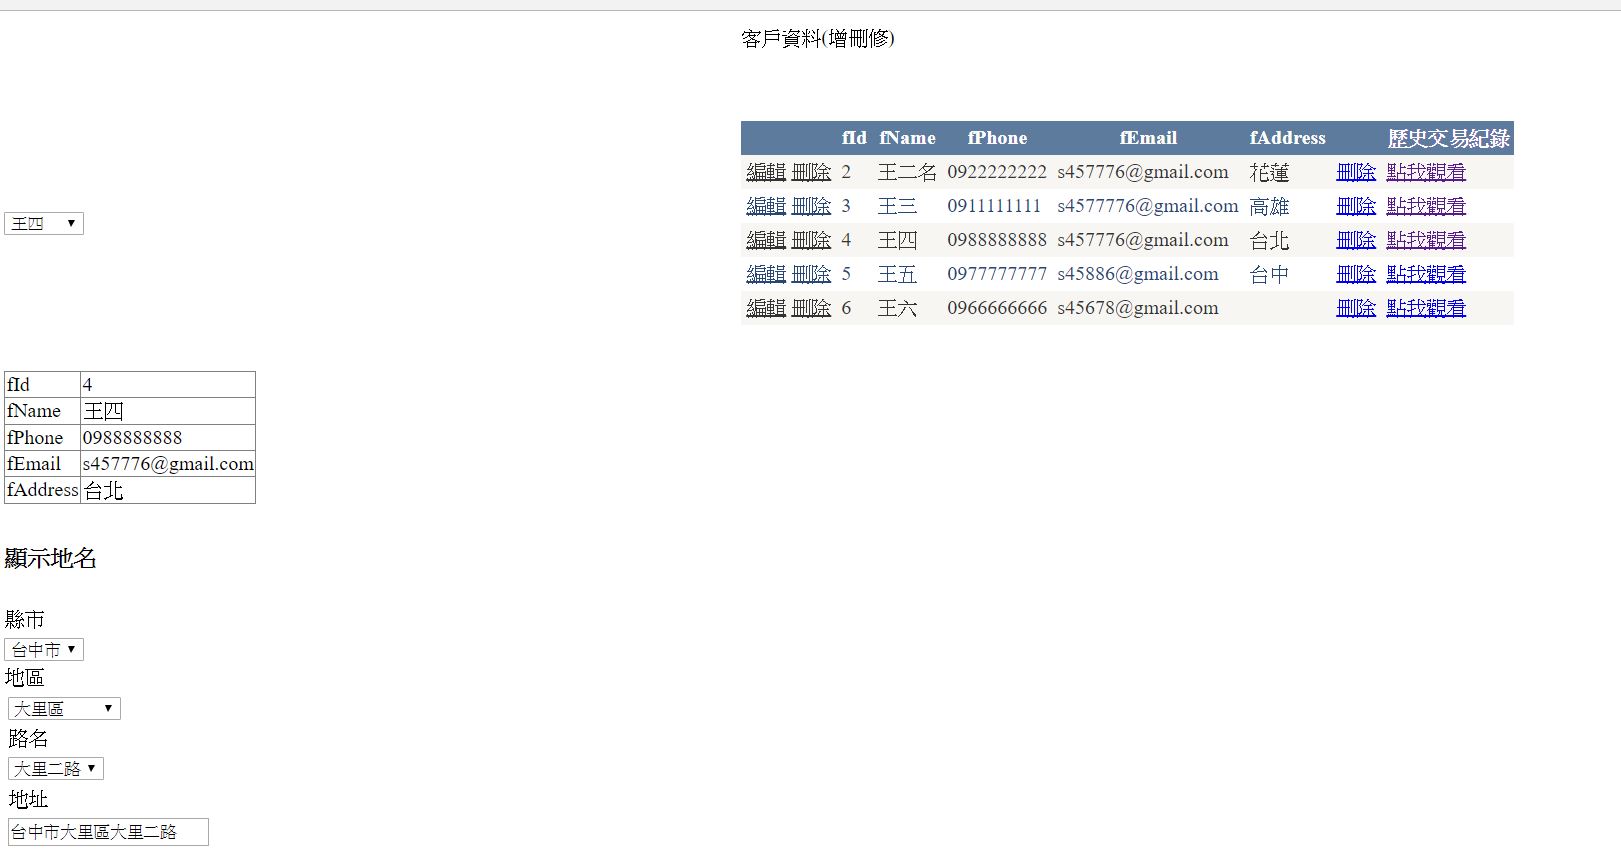 客戶資料(增刪修)
fId fName fPhone fEmail fAddress 歷史交易紀錄
編輯 刪除 2 王二名 0922222222 s457776@gmail.com 花蓮 刪除 點我觀看
編輯 刪除 3 王三 0911111111 s4577776@gmail.com 高雄 刪除 點我觀看
編輯 刪除 4 王四 0988888888 s457776@gmail.com 台北 刪除 點我觀看
編輯 刪除 5 王五 0977777777 s45886@gmail.com 台中 刪除 點我觀看
編輯 刪除 6 王六 0966666666 s45678@gmail.com 刪除 點我觀看
王四
fId 4
fName 王四
fPhone 0988888888
fEmail s457776@gmail.com
fAddress 台北
顯示地名
縣市
台中市
地區
大里區
路名
大里二路
地址
台中市大里區大里二路